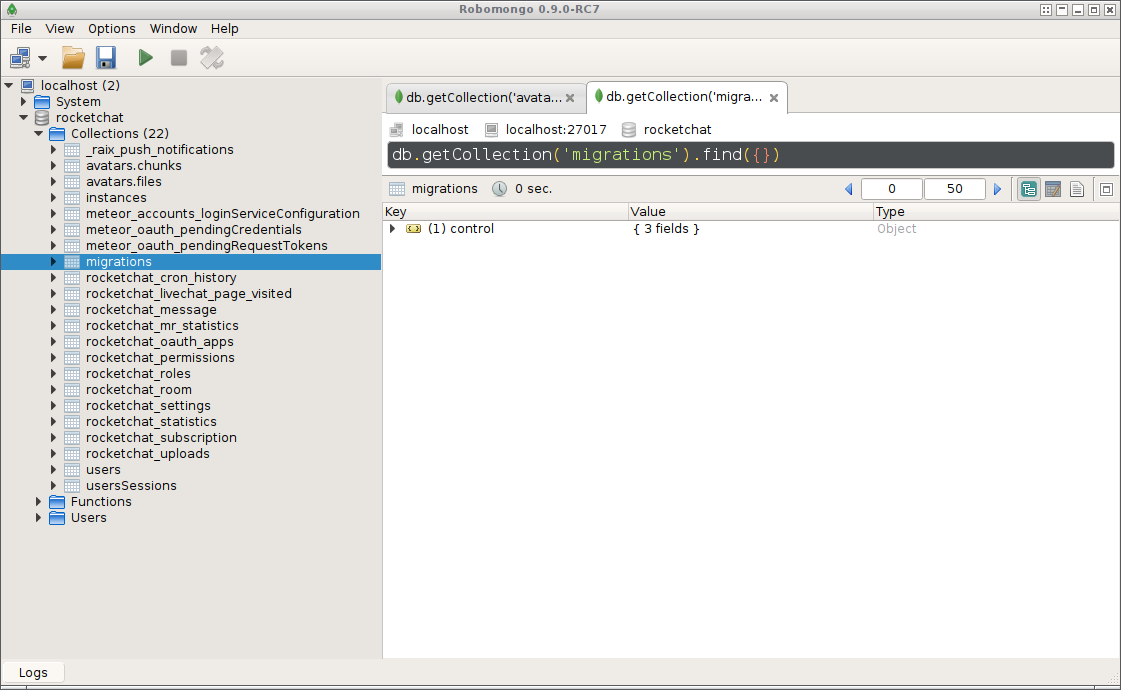 Robomongo 0.9.0-RC7
File View Options Window Help
localhost (2)
System
rocketchat
Collections (22)
_raix_push_notifications
avatars.chunks
avatars.files
instances
meteor_accounts_loginServiceConfiguration
meteor_oauth_pendingCredentials
meteor_oauth_pendingRequestTokens
migrations
rocketchat_cron_history
rocketchat_livechat_page_visited
rocketchat_message
rocketchat_mr_statistics
rocketchat_oauth_apps
rocketchat_permissions
rocketchat_roles
rocketchat_room
rocketchat_settings
rocketchat_statistics
rocketchat_subscription
rocketchat_uploads
users
usersSessions
Functions
Users
db.getCollection('avata... db.getCollection('migra...
localhost localhost:27017 rocketchat
db.getCollection('migrations').find({})
migrations 0 sec. 0 50
Key Value Type
(1) control { 3 fields } Object
Logs